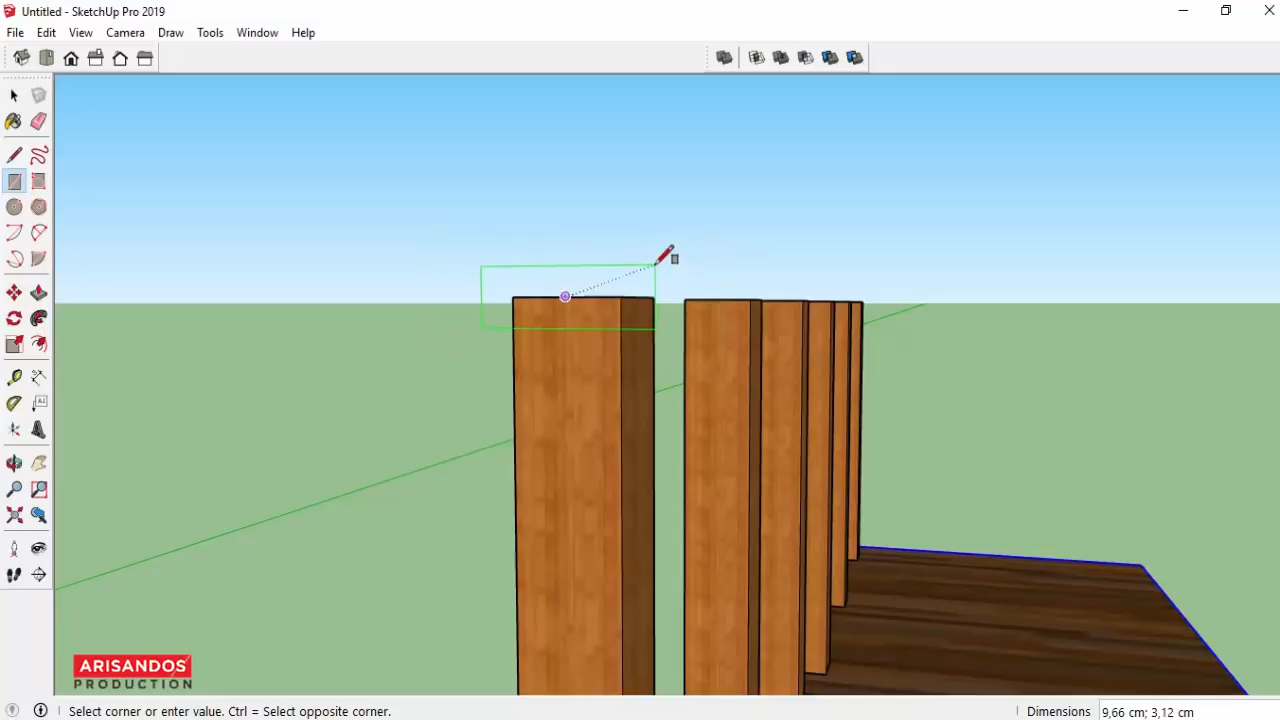 Untitled - SketchUp Pro 2019
File Edit View Camera Draw Tools Window Help
ARISANDOS
PRODUCTION
Select corner or enter value. Ctrl = Select opposite corner.
Dimensions 9,66 cm; 3,12 cm